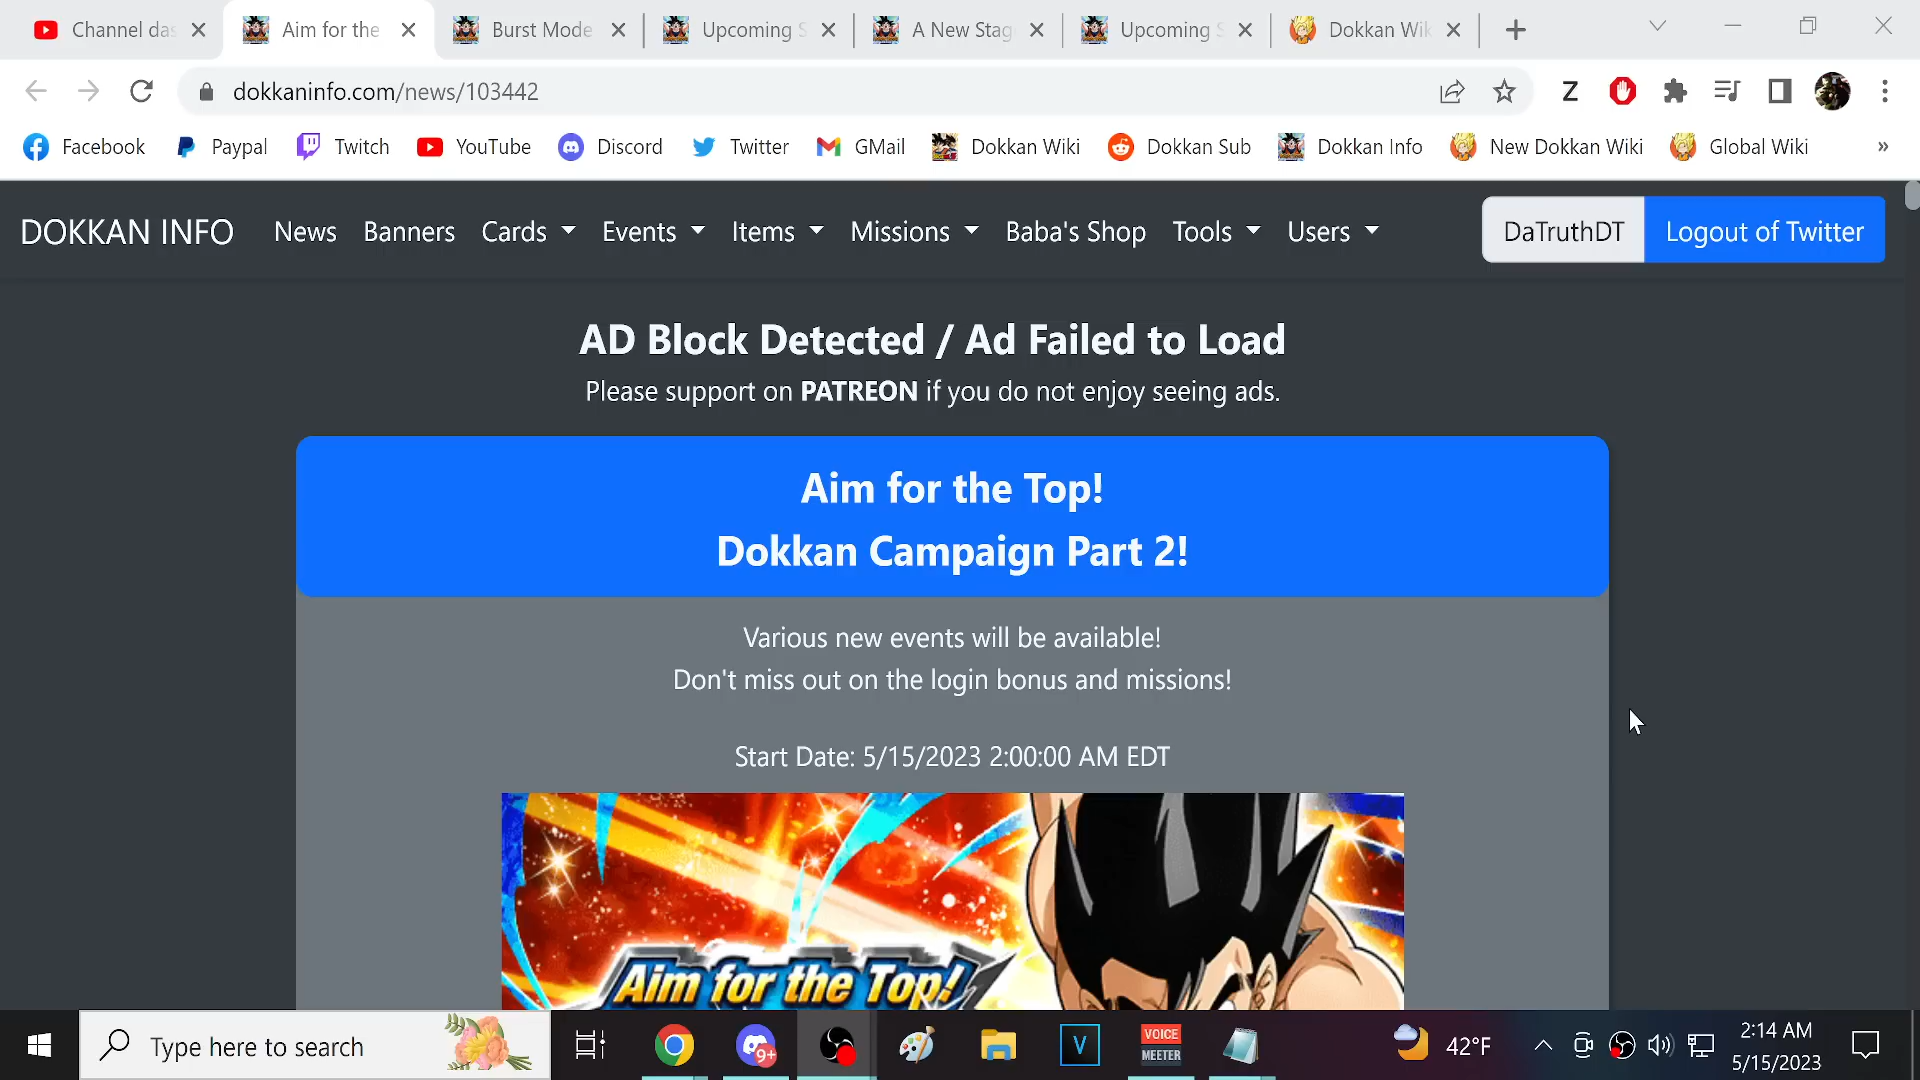 Channel das
Aim for the
Burst Mode
Upcoming S
A New Stag
Upcoming S
Dokkan Wik
dokkaninfo.com/news/103442
Z
Facebook
Paypal
Twitch
YouTube
Discord
Twitter
GMail
Dokkan Wiki
Dokkan Sub
Dokkan Info
New Dokkan Wiki
Global Wiki
»
DOKKAN INFO
News
Banners
Cards
Events
Items
Missions
Baba's Shop
Tools
Users
DaTruthDT
Logout of Twitter
AD Block Detected / Ad Failed to Load
Please support on PATREON if you do not enjoy seeing ads.
Aim for the Top!
Dokkan Campaign Part 2!
Various new events will be available!
Don't miss out on the login bonus and missions!
Start Date: 5/15/2023 2:00:00 AM EDT
Aim for the Top!
Type here to search
9+
V
VOICE
MEETER
42°F
2:14 AM
5/15/2023